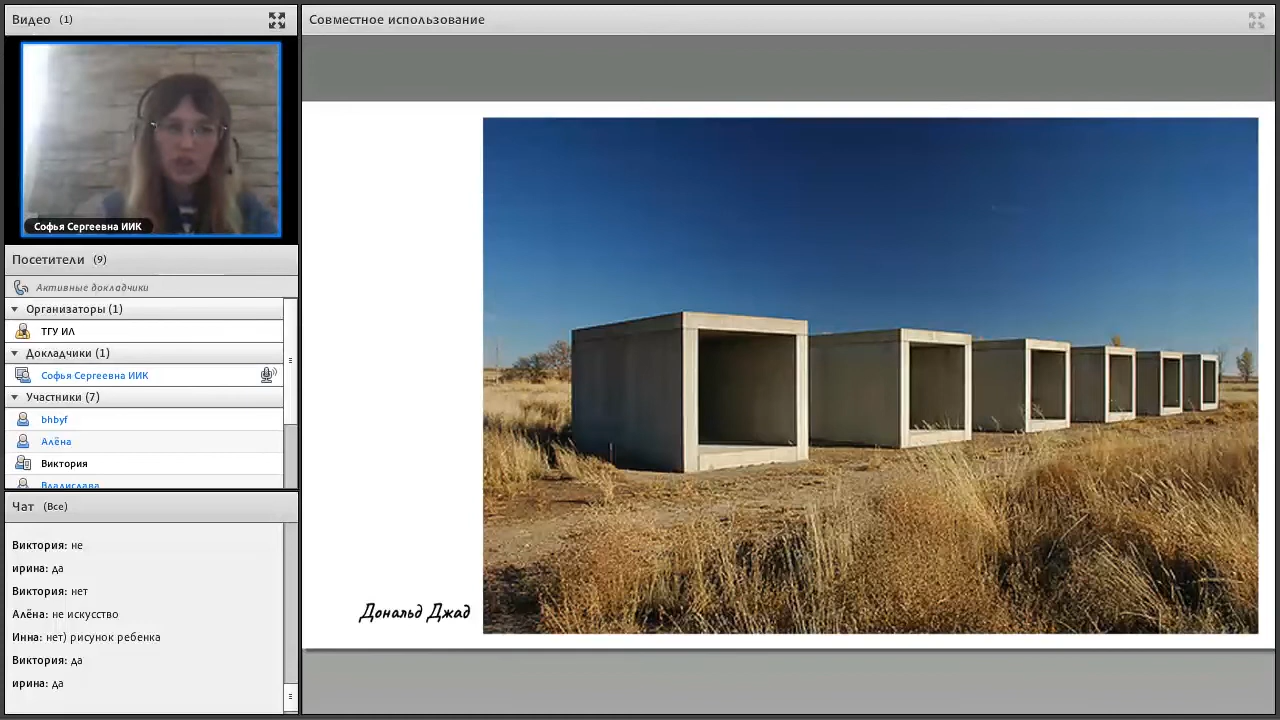 Видео (1)
Софья Сергеевна ИИК
Посетители (9)
Активные докладчики
Организаторы (1)
ТГУ ИЛ
Докладчики (1)
Софья Сергеевна ИИК
Участники (7)
bhbyf
Алёна
Виктория
Владислава
Чат (Все)
Виктория: не
ирина: да
Виктория: нет
Алёна: не искусство
Инна: нет) рисунок ребенка
Виктория: да
ирина: да
Совместное использование
Дональд Джад